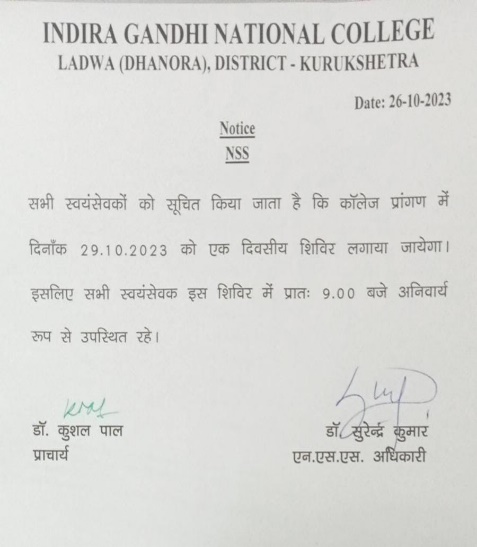 INDIRA GANDHI NATIONAL COLLEGE
LADWA (DHANORA), DISTRICT - KURUKSHETRA
Date: 26-10-2023
Notice
NSS
सभी स्वयंसेवकों को सूचित किया जाता है कि कॉलेज प्रांगण में
दिनाँक 29.10.2023 को एक दिवसीय शिविर लगाया जायेगा।
इसलिए सभी स्वयंसेवक इस शिविर में प्रातः 9.00 बजे अनिवार्य
रूप से उपस्थित रहे।
डॉ. कुशल पाल
प्राचार्य
डॉ. सुरेन्द्र कुमार
एन.एस.एस. अधिकारी